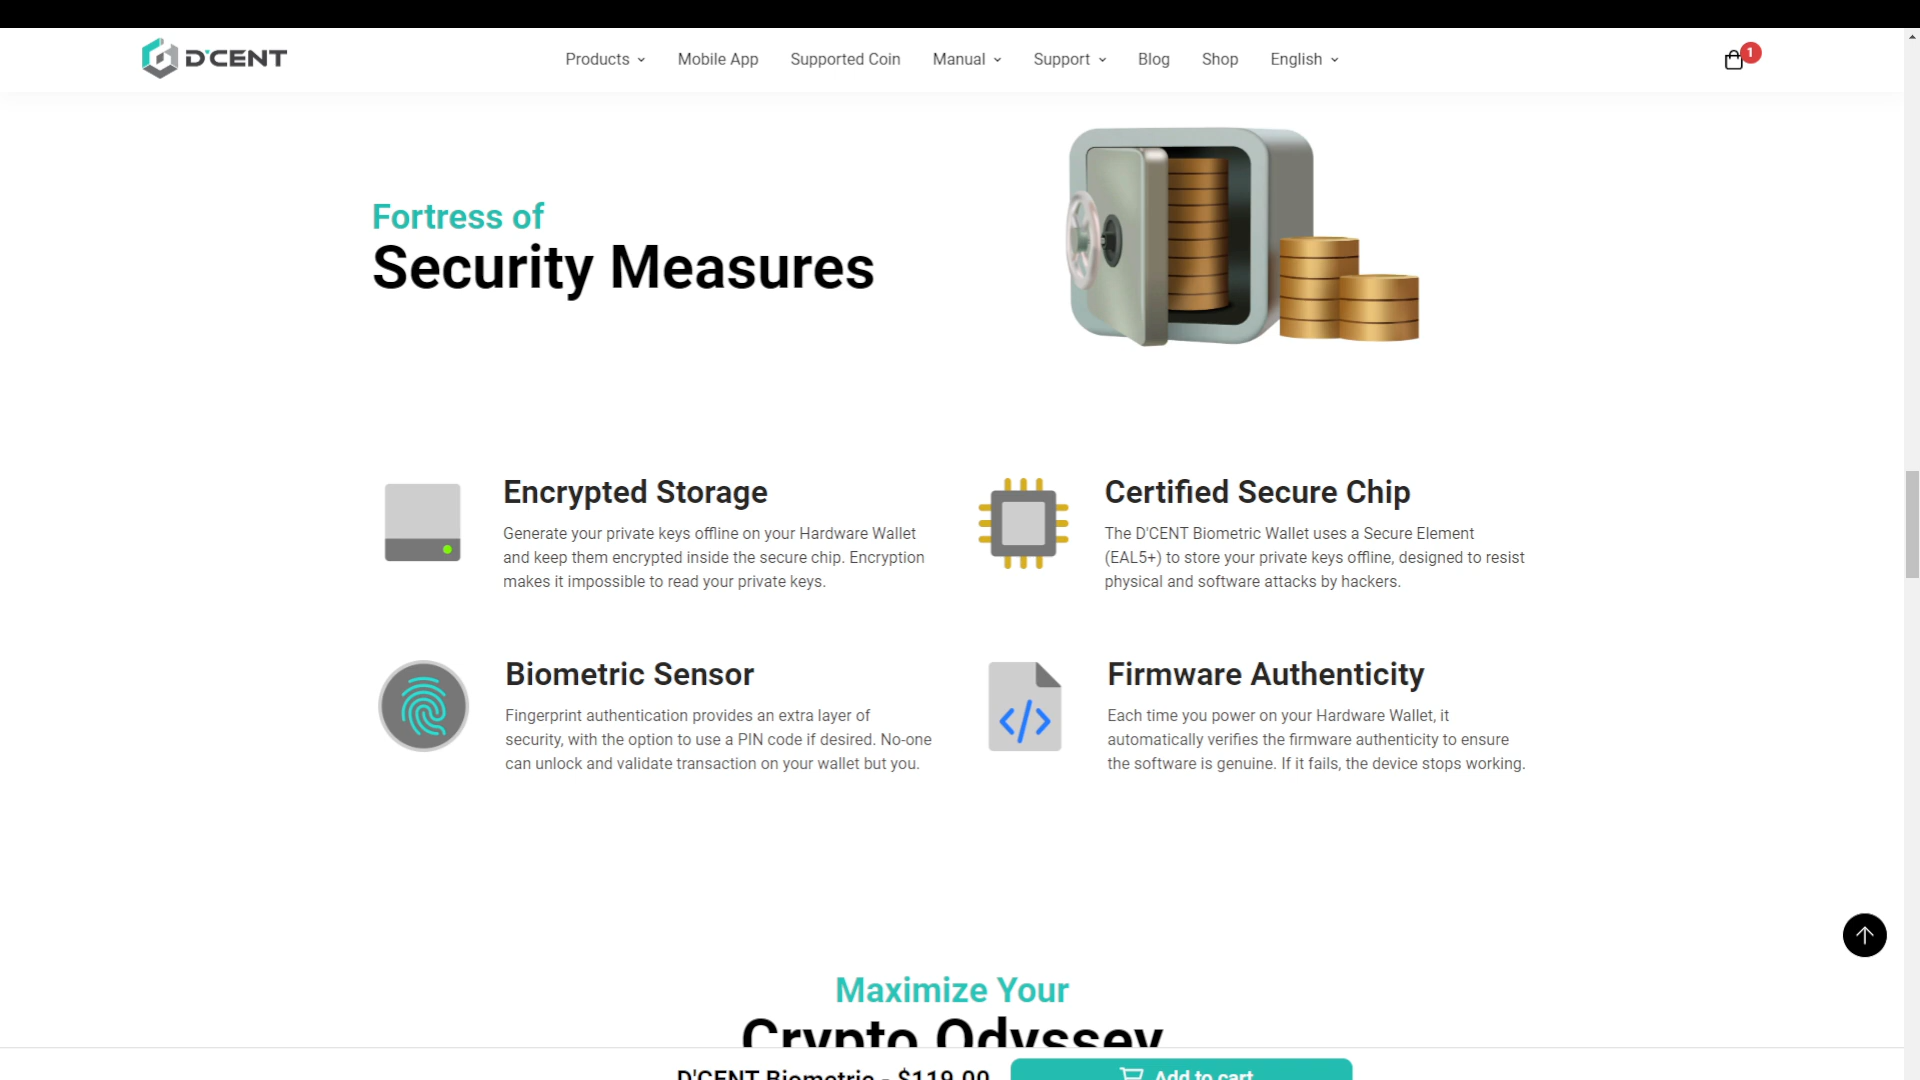 D'CENT
Products
Mobile App
Supported Coin
Manual
Support
Blog
Shop
English
1
Fortress of
Security Measures
Encrypted Storage
Generate your private keys offline on your Hardware Wallet
and keep them encrypted inside the secure chip. Encryption
makes it impossible to read your private keys.
Certified Secure Chip
The D'CENT Biometric Wallet uses a Secure Element
(EAL5+) to store your private keys offline, designed to resist
physical and software attacks by hackers.
Biometric Sensor
Fingerprint authentication provides an extra layer of
security, with the option to use a PIN code if desired. No-one
can unlock and validate transaction on your wallet but you.
Firmware Authenticity
Each time you power on your Hardware Wallet, it
automatically verifies the firmware authenticity to ensure
the software is genuine. If it fails, the device stops working.
Maximize Your
Crypto Odyssey
D'CENT Biometric - $119.00
Add to cart